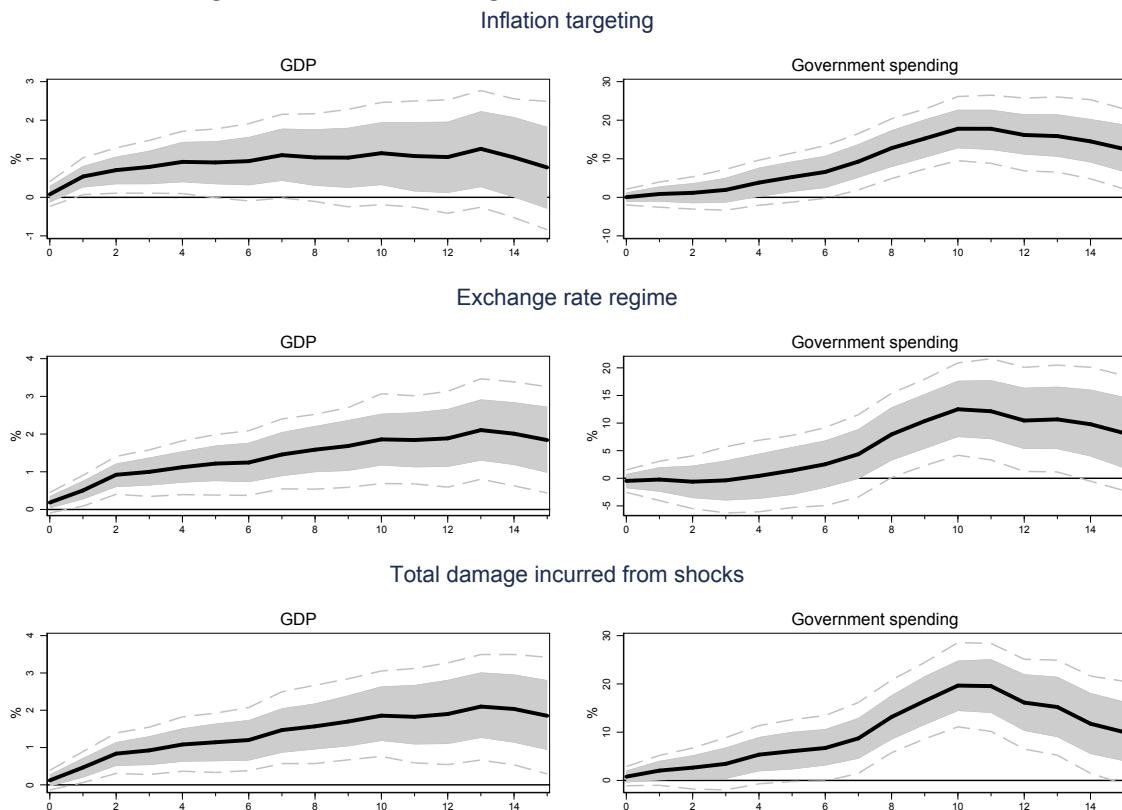 Inflation targeting
GDP
Government spending
%
3
2
1
0
-1
0 2 4 6 8 10 12 14
%
30
20
10
0
-10
0 2 4 6 8 10 12 14
Exchange rate regime
GDP
Government spending
%
4
3
2
1
0
0 2 4 6 8 10 12 14
%
20
15
10
5
0
-5
0 2 4 6 8 10 12 14
Total damage incurred from shocks
GDP
Government spending
%
4
3
2
1
0
0 2 4 6 8 10 12 14
%
30
20
10
0
0 2 4 6 8 10 12 14